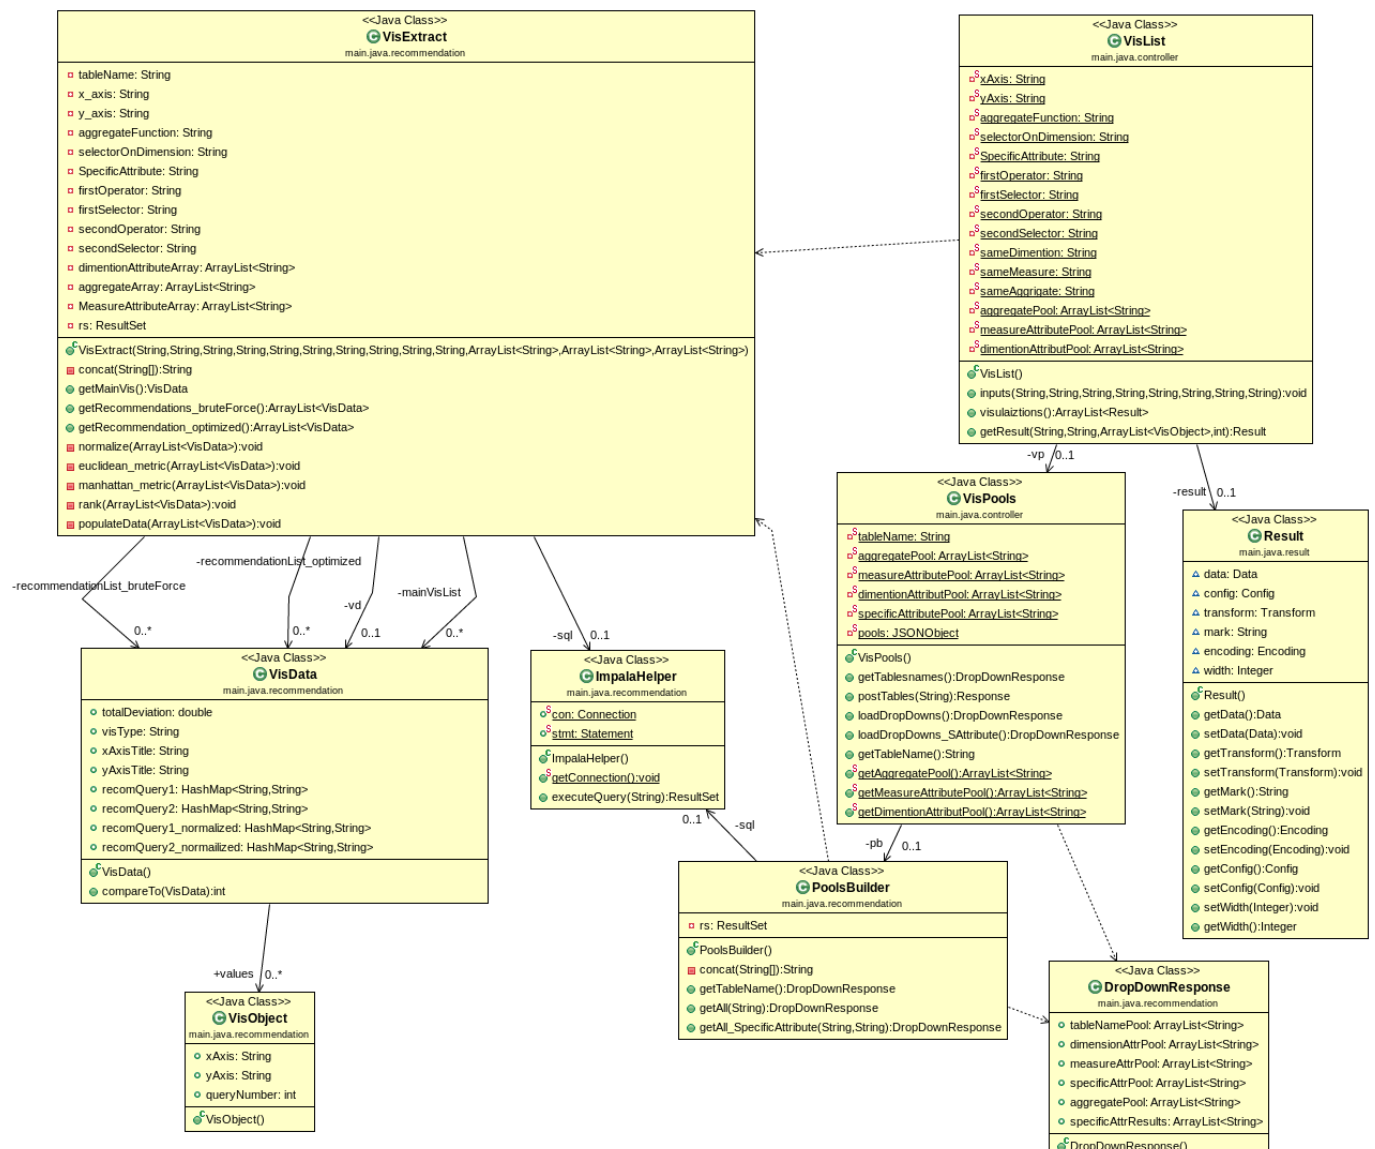 <<Java Class>>
VisExtract
main.java.recommendation
tableName: String
x_axis: String
y_axis: String
aggregateFunction: String
selectorOnDimension: String
SpecificAttribute: String
firstOperator: String
firstSelector: String
secondOperator: String
secondSelector: String
dimentionAttributeArray: ArrayList<String>
aggregateArray: ArrayList<String>
MeasureAttributeArray: ArrayList<String>
rs: ResultSet
VisExtract(String,String,String,String,String,String,String,String,String,String,ArrayList<String>,ArrayList<String>,ArrayList<String>)
concat(String[]):String
getMainVis():VisData
getRecommendations_bruteForce():ArrayList<VisData>
getRecommendation_optimized():ArrayList<VisData>
normalize(ArrayList<VisData>):void
euclidean_metric(ArrayList<VisData>):void
manhattan_metric(ArrayList<VisData>):void
rank(ArrayList<VisData>):void
populateData(ArrayList<VisData>):void
<<Java Class>>
VisList
main.java.controller
xAxis: String
yAxis: String
aggregateFunction: String
selectorOnDimension: String
SpecificAttribute: String
firstOperator: String
firstSelector: String
secondOperator: String
secondSelector: String
sameDimention: String
sameMeasure: String
sameAggrigate: String
aggregatePool: ArrayList<String>
measureAttributePool: ArrayList<String>
dimentionAttributPool: ArrayList<String>
VisList()
inputs(String,String,String,String,String,String,String,String):void
visulaiztions():ArrayList<Result>
getResult(String,String,ArrayList<VisObject>,int):Result
-vp 0..1
-result 0..1
<<Java Class>>
VisPools
main.java.controller
tableName: String
aggregatePool: ArrayList<String>
measureAttributePool: ArrayList<String>
dimentionAttributPool: ArrayList<String>
specificAttributePool: ArrayList<String>
pools: JSONObject
VisPools()
getTablesnames():DropDownResponse
postTables(String):Response
loadDropDowns():DropDownResponse
loadDropDowns_SAttribute():DropDownResponse
getTableName():String
getAggregatePool():ArrayList<String>
getMeasureAttributePool():ArrayList<String>
getDimentionAttributPool():ArrayList<String>
<<Java Class>>
Result
main.java.result
data: Data
config: Config
transform: Transform
mark: String
encoding: Encoding
width: Integer
Result()
getData():Data
setData(Data):void
getTransform():Transform
setTransform(Transform):void
getMark():String
setMark(String):void
getEncoding():Encoding
setEncoding(Encoding):void
getConfig():Config
setConfig(Config):void
setWidth(Integer):void
getWidth():Integer
-recommendationList_bruteForce
0..*
-recommendationList_optimized
0..*
-vd
0..1
-mainVisList
0..*
-sql 0..1
<<Java Class>>
VisData
main.java.recommendation
totalDeviation: double
visType: String
xAxisTitle: String
yAxisTitle: String
recomQuery1: HashMap<String,String>
recomQuery2: HashMap<String,String>
recomQuery1_normalized: HashMap<String,String>
recomQuery2_normailized: HashMap<String,String>
VisData()
compareTo(VisData):int
<<Java Class>>
ImpalaHelper
main.java.recommendation
con: Connection
stmt: Statement
ImpalaHelper()
getConnection():void
executeQuery(String):ResultSet
0..1 -sql
-pb 0..1
<<Java Class>>
PoolsBuilder
main.java.recommendation
rs: ResultSet
PoolsBuilder()
concat(String[]):String
getTableName():DropDownResponse
getAll(String):DropDownResponse
getAll_SpecificAttribute(String,String):DropDownResponse
+values 0..*
<<Java Class>>
VisObject
main.java.recommendation
xAxis: String
yAxis: String
queryNumber: int
VisObject()
<<Java Class>>
DropDownResponse
main.java.recommendation
tableNamePool: ArrayList<String>
dimensionAttrPool: ArrayList<String>
measureAttrPool: ArrayList<String>
specificAttrPool: ArrayList<String>
aggregatePool: ArrayList<String>
specificAttrResults: ArrayList<String>
DropDownResponse()